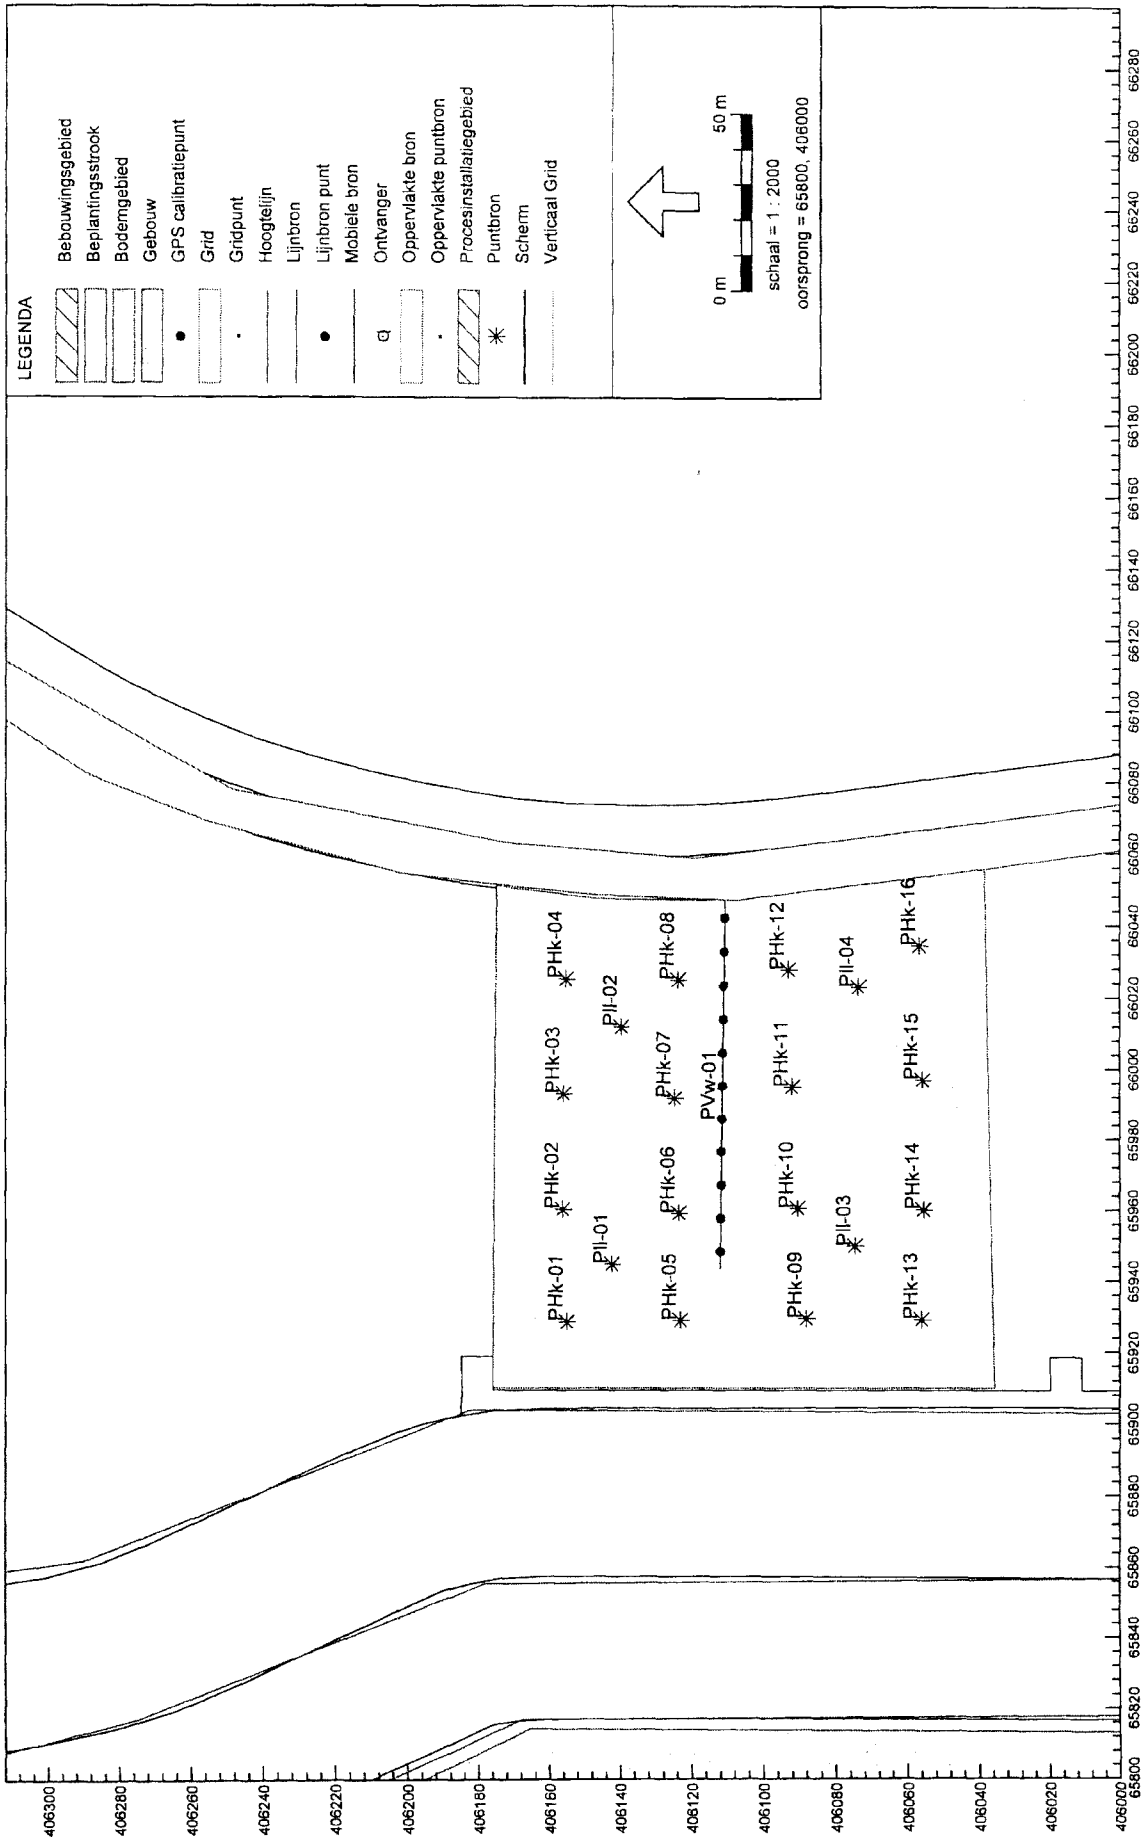 LEGENDA
Bebouwingsgebied
Beplantingsstrook
Bodemgebied
Gebouw
GPS calibratiepunt
Grid
Gridpunt
Hoogtelijn
Lijnbron
Lijnbron punt
Mobiele bron
Ontvanger
Oppervlakte bron
Oppervlakte puntbron
Procesinstallatiegebied
Puntbron
Scherm
Verticaal Grid
0 m
50 m
schaal = 1 : 2000
oorsprong = 65800, 406000
406300
406280
406260
406240
406220
406200
406180
406160
406140
406120
406100
406080
406060
406040
406020
406000
PHk-01
PHk-02
PHk-03
PHk-04
PII-01
PII-02
PHk-05
PHk-06
PHk-07
PHk-08
PVw-01
PHk-09
PHk-10
PHk-11
PHk-12
PII-03
PII-04
PHk-13
PHk-14
PHk-15
PHk-16
65800
65820
65840
65860
65880
65900
65920
65940
65960
65980
66000
66020
66040
66060
66080
66100
66120
66140
66160
66180
66200
66220
66240
66260
66280